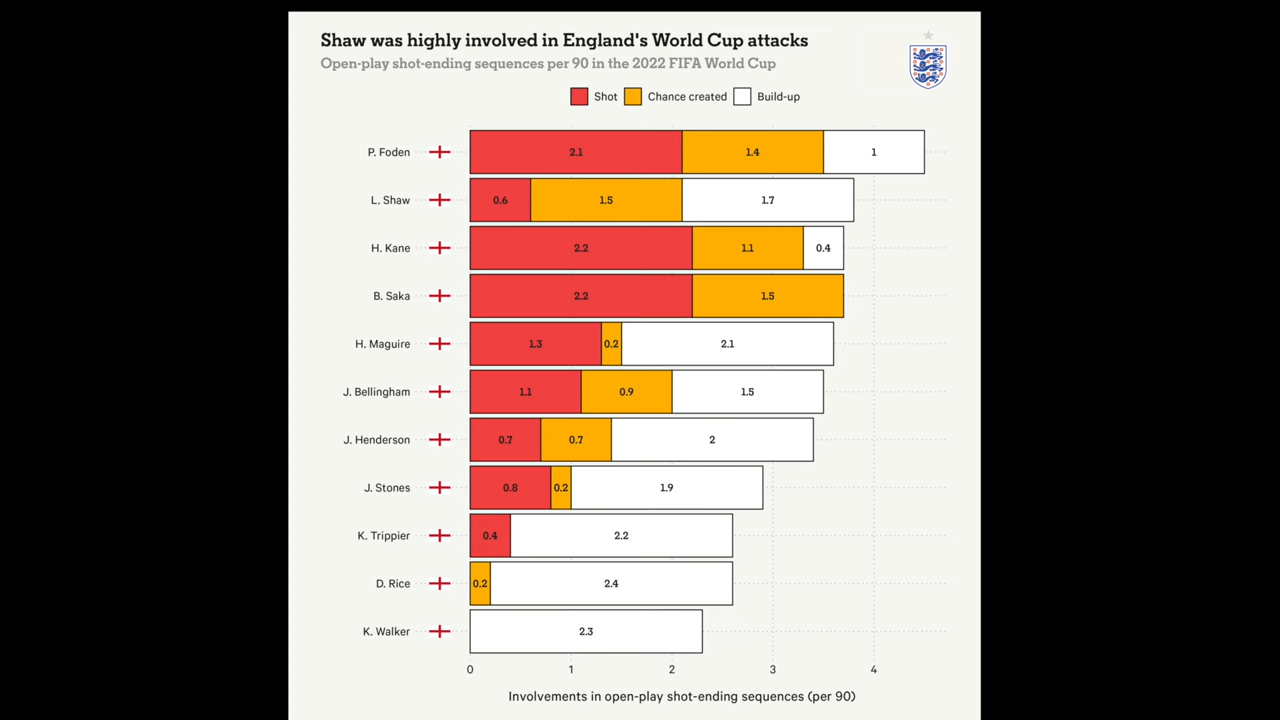 Shaw was highly involved in England's World Cup attacks
Open-play shot-ending sequences per 90 in the 2022 FIFA World Cup
Shot Chance created Build-up
P. Foden 2.1 1.4 1
L. Shaw 0.6 1.5 1.7
H. Kane 2.2 1.1 0.4
B. Saka 2.2 1.5
H. Maguire 1.3 0.2 2.1
J. Bellingham 1.1 0.9 1.5
J. Henderson 0.7 0.7 2
J. Stones 0.8 0.2 1.9
K. Trippier 0.4 2.2
D. Rice 0.2 2.4
K. Walker 2.3
0 1 2 3 4
Involvements in open-play shot-ending sequences (per 90)